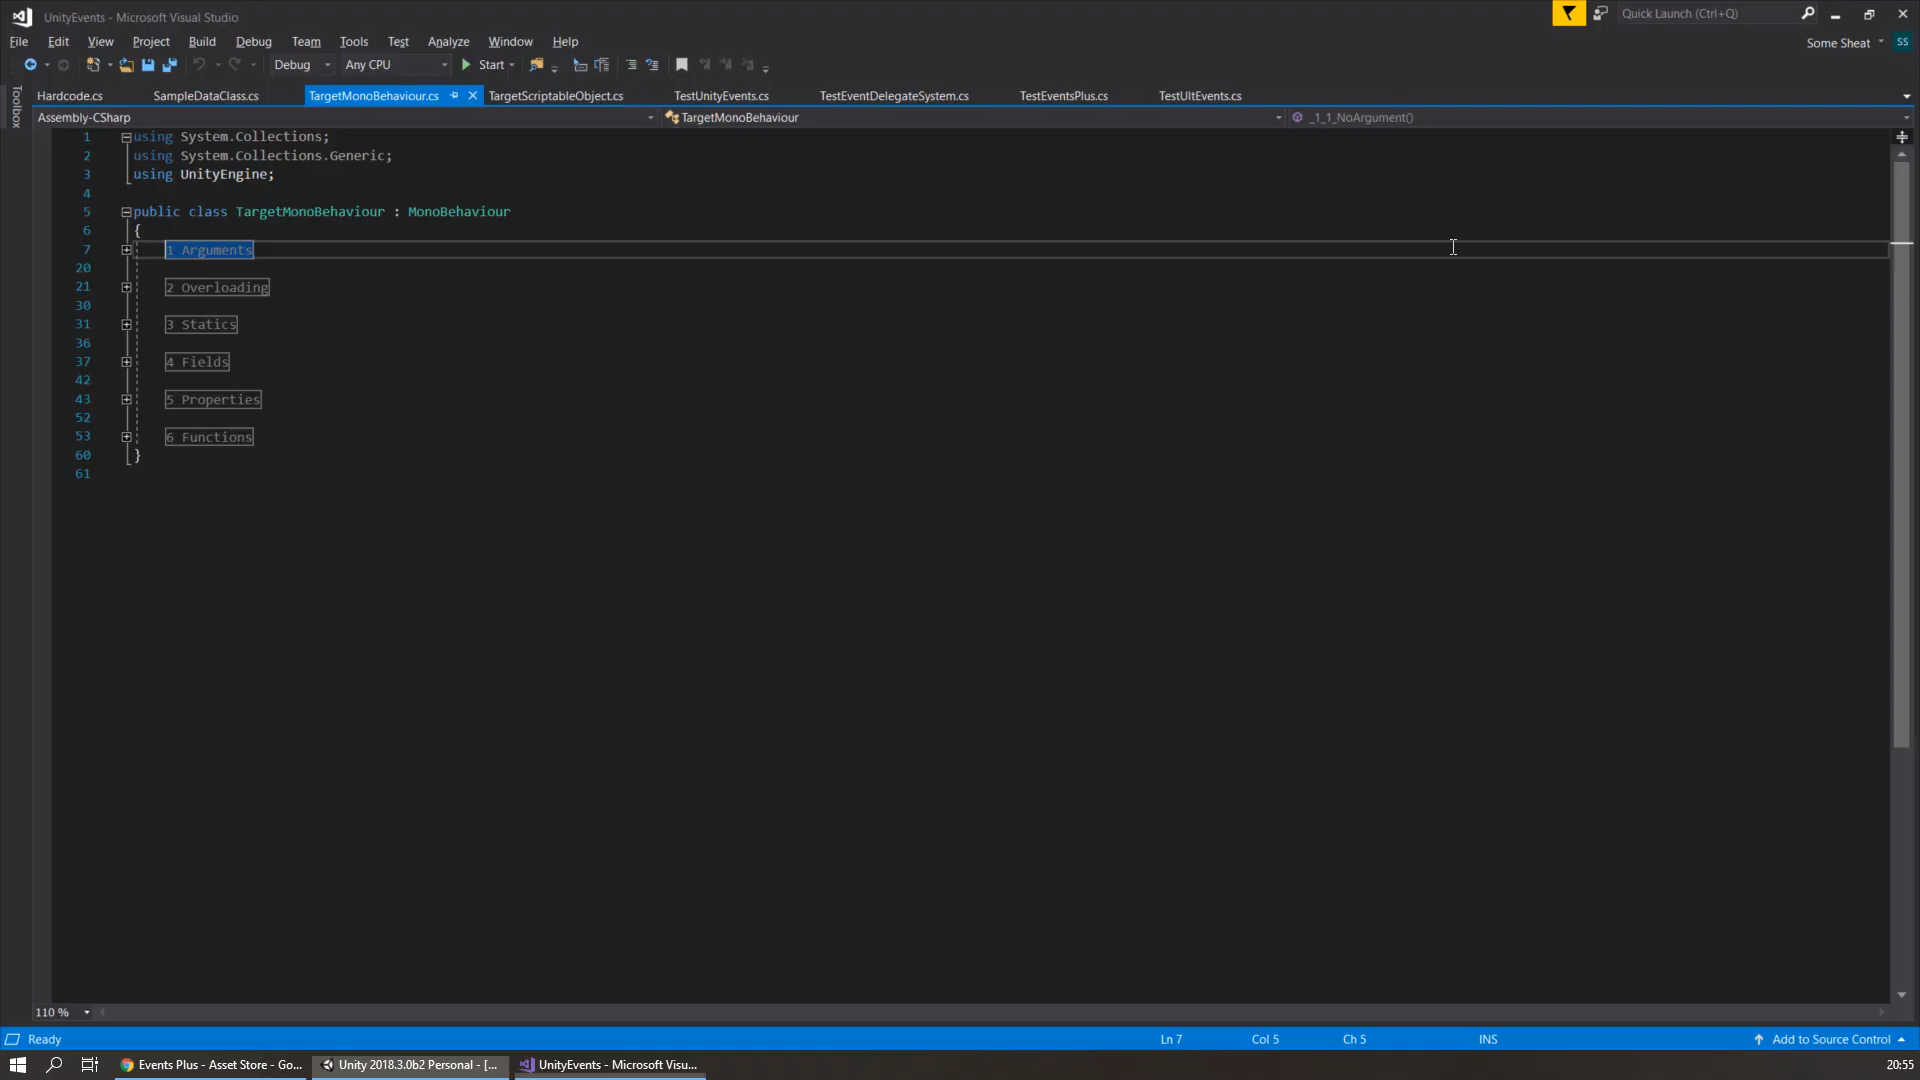 UnityEvents - Microsoft Visual Studio
Quick Launch (Ctrl+Q)
File Edit View Project Build Debug Team Tools Test Analyze Window Help
Some Sheat SS
Debug Any CPU Start
Toolbox
Hardcode.cs SampleDataClass.cs TargetMonoBehaviour.cs TargetScriptableObject.cs TestUnityEvents.cs TestEventDelegateSystem.cs TestEventsPlus.cs TestUltEvents.cs
Assembly-CSharp TargetMonoBehaviour _1_1_NoArgument()
1 using System.Collections;
2 using System.Collections.Generic;
3 using UnityEngine;
4
5 public class TargetMonoBehaviour : MonoBehaviour
6 {
7 1 Arguments
20
21 2 Overloading
30
31 3 Statics
36
37 4 Fields
42
43 5 Properties
52
53 6 Functions
60 }
61
110 %
Ready Ln 7 Col 5 Ch 5 INS Add to Source Control
Events Plus - Asset Store - Go... Unity 2018.3.0b2 Personal - [... UnityEvents - Microsoft Visu... 20:55